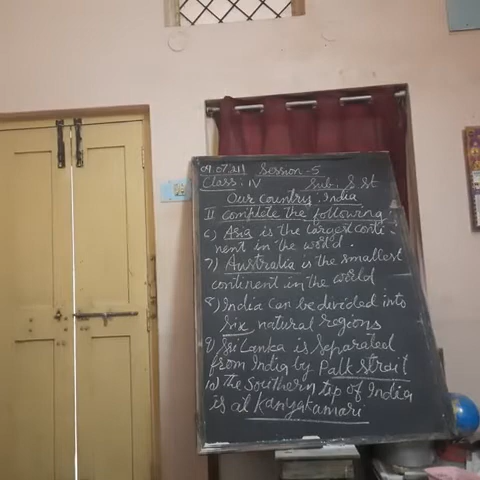 09.07.21 Session-5
Class: IV Sub: S St
Our country India
II complete the following
6) Asia is the largest conti-
nent in the world.
7) Australia is the smallest
continent in the world
8) India can be divided into
Six natural regions
9) Sri Lanka is separated
from India by Palk Strait
10) The Southern tip of India
is at Kanyakamari